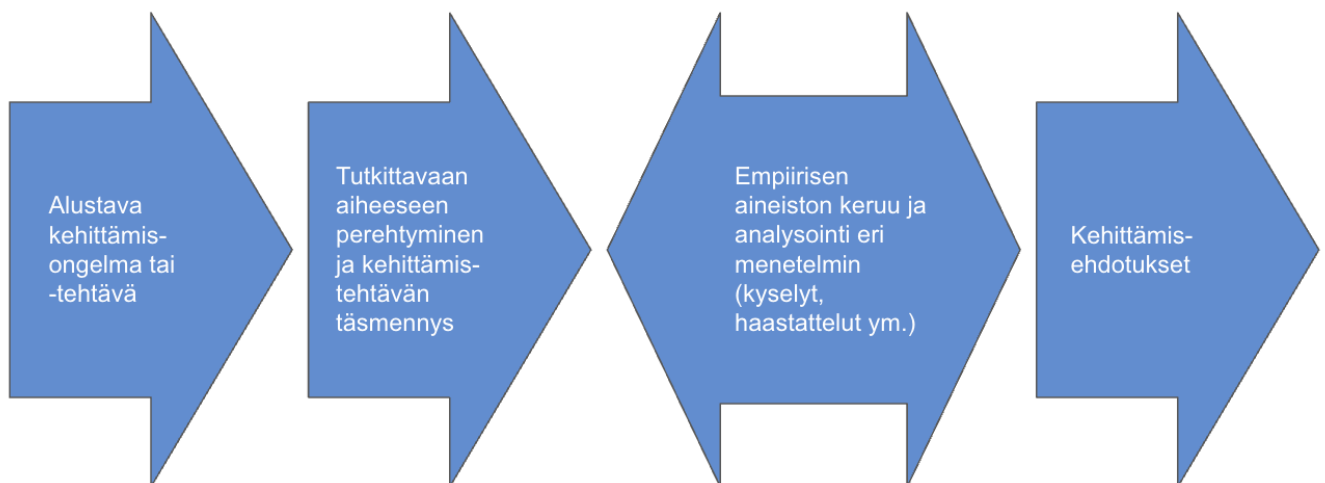 Alustava
kehittämis-
ongelma tai
-tehtävä
Tutkittavaan
aiheeseen
perehtyminen
ja kehittämis-
tehtävän
täsmennys
Empiirisen
aineiston keruu ja
analysointi eri
menetelmin
(kyselyt,
haastattelut ym.)
Kehittämis-
ehdotukset